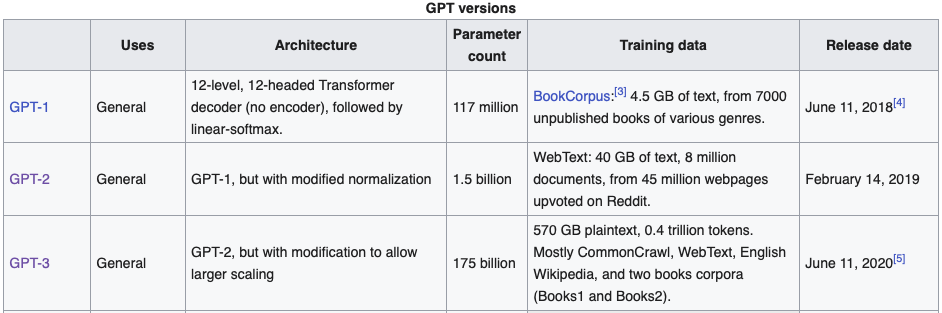 GPT versions
Uses Architecture Parameter count Training data Release date
GPT-1 General 12-level, 12-headed Transformer decoder (no encoder), followed by linear-softmax. 117 million BookCorpus:[3] 4.5 GB of text, from 7000 unpublished books of various genres. June 11, 2018[4]
GPT-2 General GPT-1, but with modified normalization 1.5 billion WebText: 40 GB of text, 8 million documents, from 45 million webpages upvoted on Reddit. February 14, 2019
GPT-3 General GPT-2, but with modification to allow larger scaling 175 billion 570 GB plaintext, 0.4 trillion tokens. Mostly CommonCrawl, WebText, English Wikipedia, and two books corpora (Books1 and Books2). June 11, 2020[5]